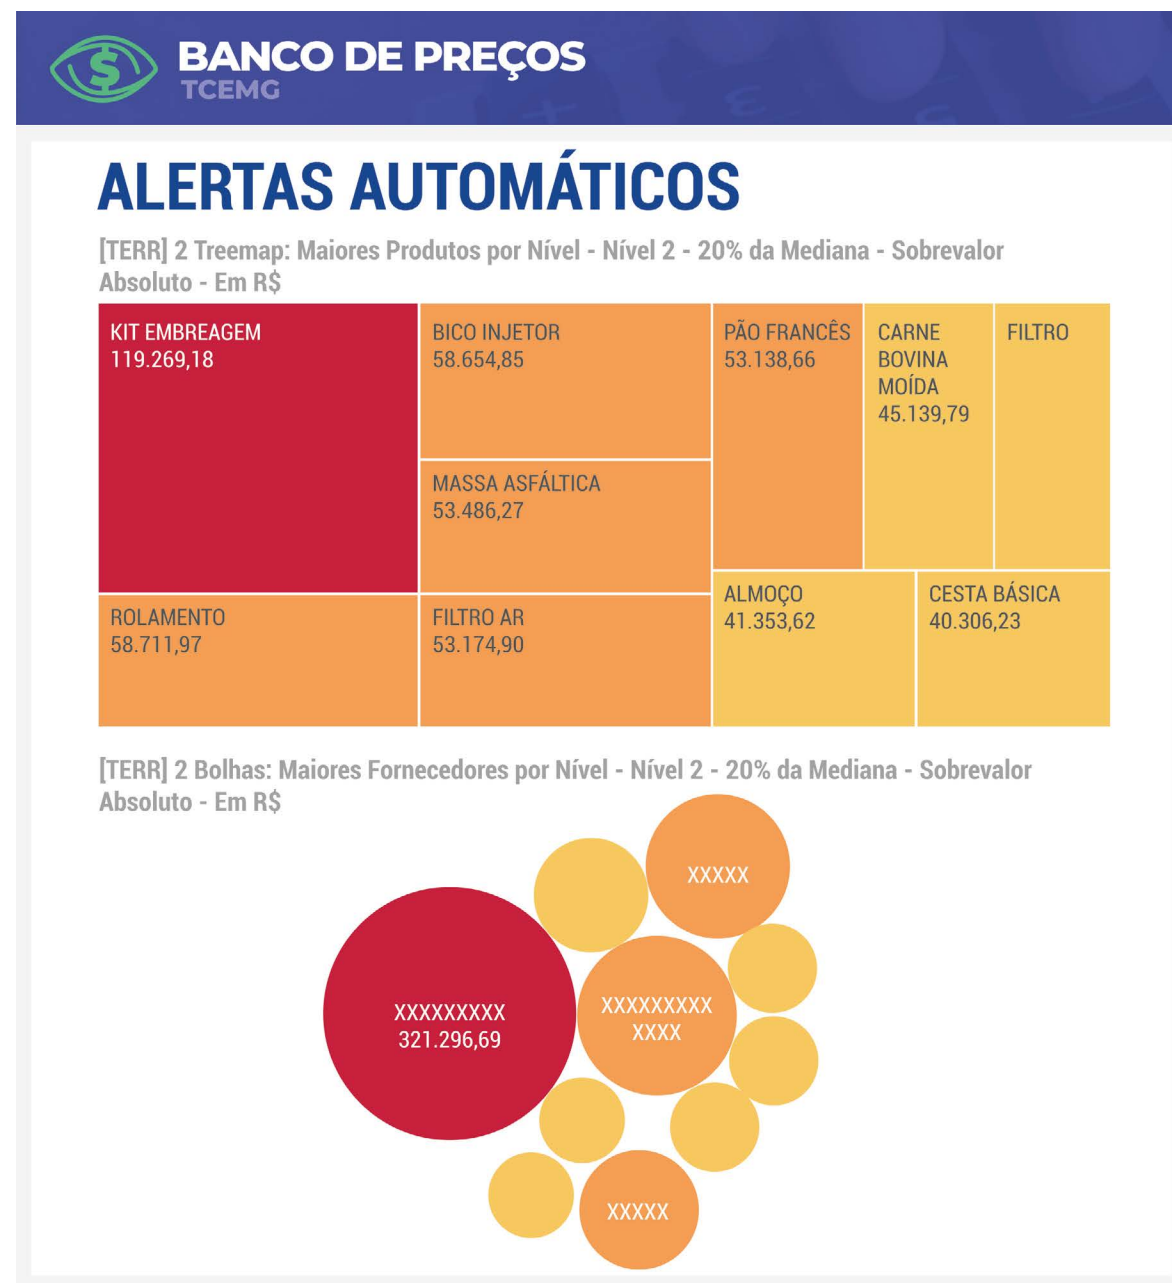 BANCO DE PREÇOS
TCEMG
ALERTAS AUTOMÁTICOS
[TERR] 2 Treemap: Maiores Produtos por Nível - Nível 2 - 20% da Mediana - Sobrevalor
Absoluto - Em R$
KIT EMBREAGEM
119.269,18
BICO INJETOR
58.654,85
PÃO FRANCÊS
53.138,66
CARNE
BOVINA
MOÍDA
45.139,79
FILTRO
MASSA ASFÁLTICA
53.486,27
ROLAMENTO
58.711,97
FILTRO AR
53.174,90
ALMOÇO
41.353,62
CESTA BÁSICA
40.306,23
[TERR] 2 Bolhas: Maiores Fornecedores por Nível - Nível 2 - 20% da Mediana - Sobrevalor
Absoluto - Em R$
XXXXX
XXXXXXXXX
321.296,69
XXXXXXXXX
XXXX
XXXXX